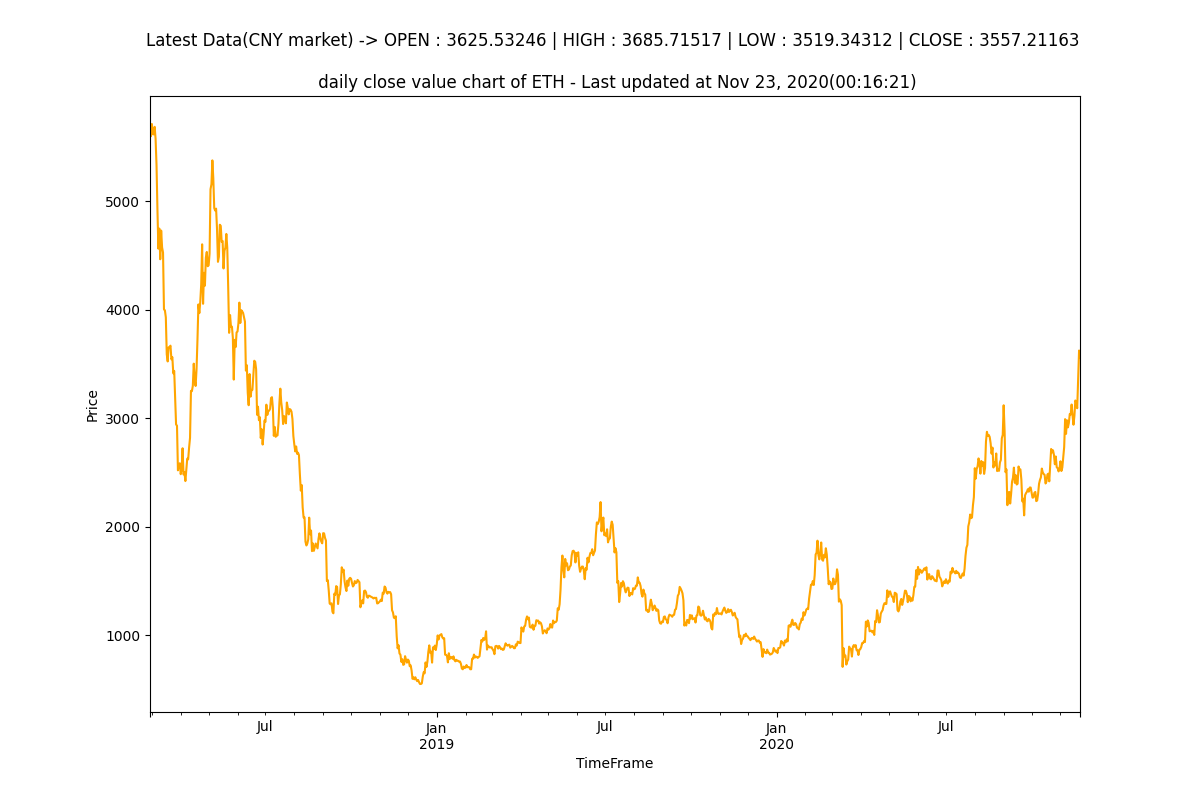 Latest Data(CNY market) -> OPEN : 3625.53246 | HIGH : 3685.71517 | LOW : 3519.34312 | CLOSE : 3557.21163
daily close value chart of ETH - Last updated at Nov 23, 2020(00:16:21)
5000
4000
3000
2000
1000
Price
Jul
Jan
2019
Jul
Jan
2020
Jul
TimeFrame